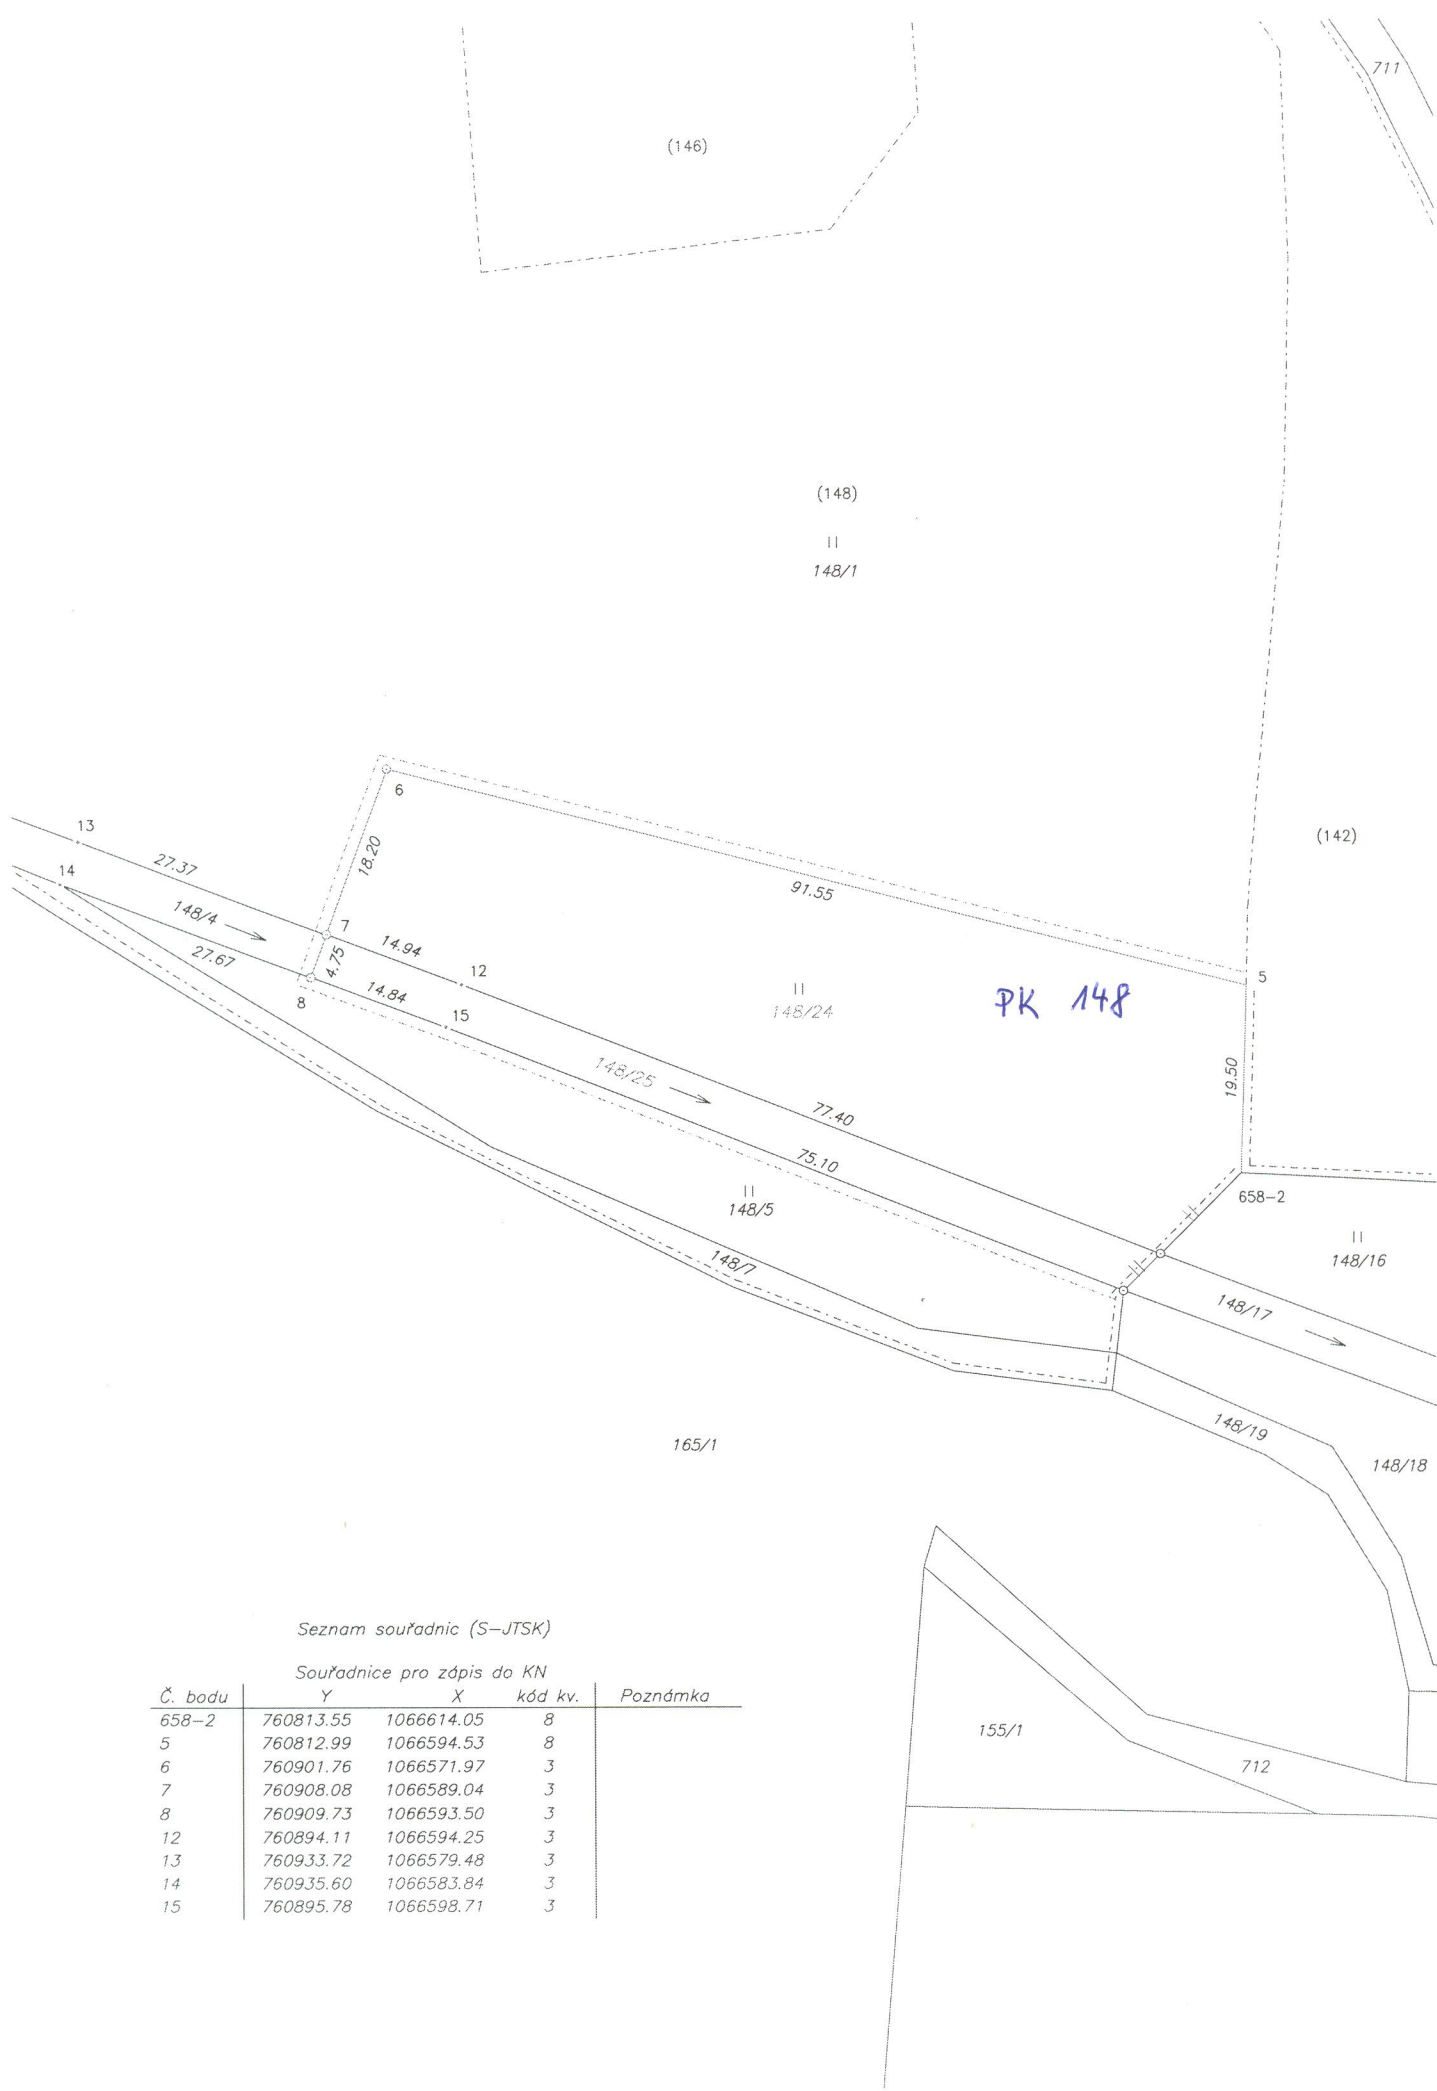 711
(146)
(148)
II
148/1
13
6
(142)
27.37
18.20
14
91.55
148/4
7
14.94
27.67
4.75
12
5
8
14.84
II
148/24
PK 148
15
148/25
19.50
77.40
75.10
II
148/5
658-2
II
148/16
148/7
148/17
148/19
165/1
148/18
Seznam souřadnic (S-JTSK)
Souřadnice pro zápis do KN
Č. bodu Y X kód kv. Poznámka
658-2 760813.55 1066614.05 8
5 760812.99 1066594.53 8
6 760901.76 1066571.97 3
7 760908.08 1066589.04 3
8 760909.73 1066593.50 3
12 760894.11 1066594.25 3
13 760933.72 1066579.48 3
14 760935.60 1066583.84 3
15 760895.78 1066598.71 3
155/1
712